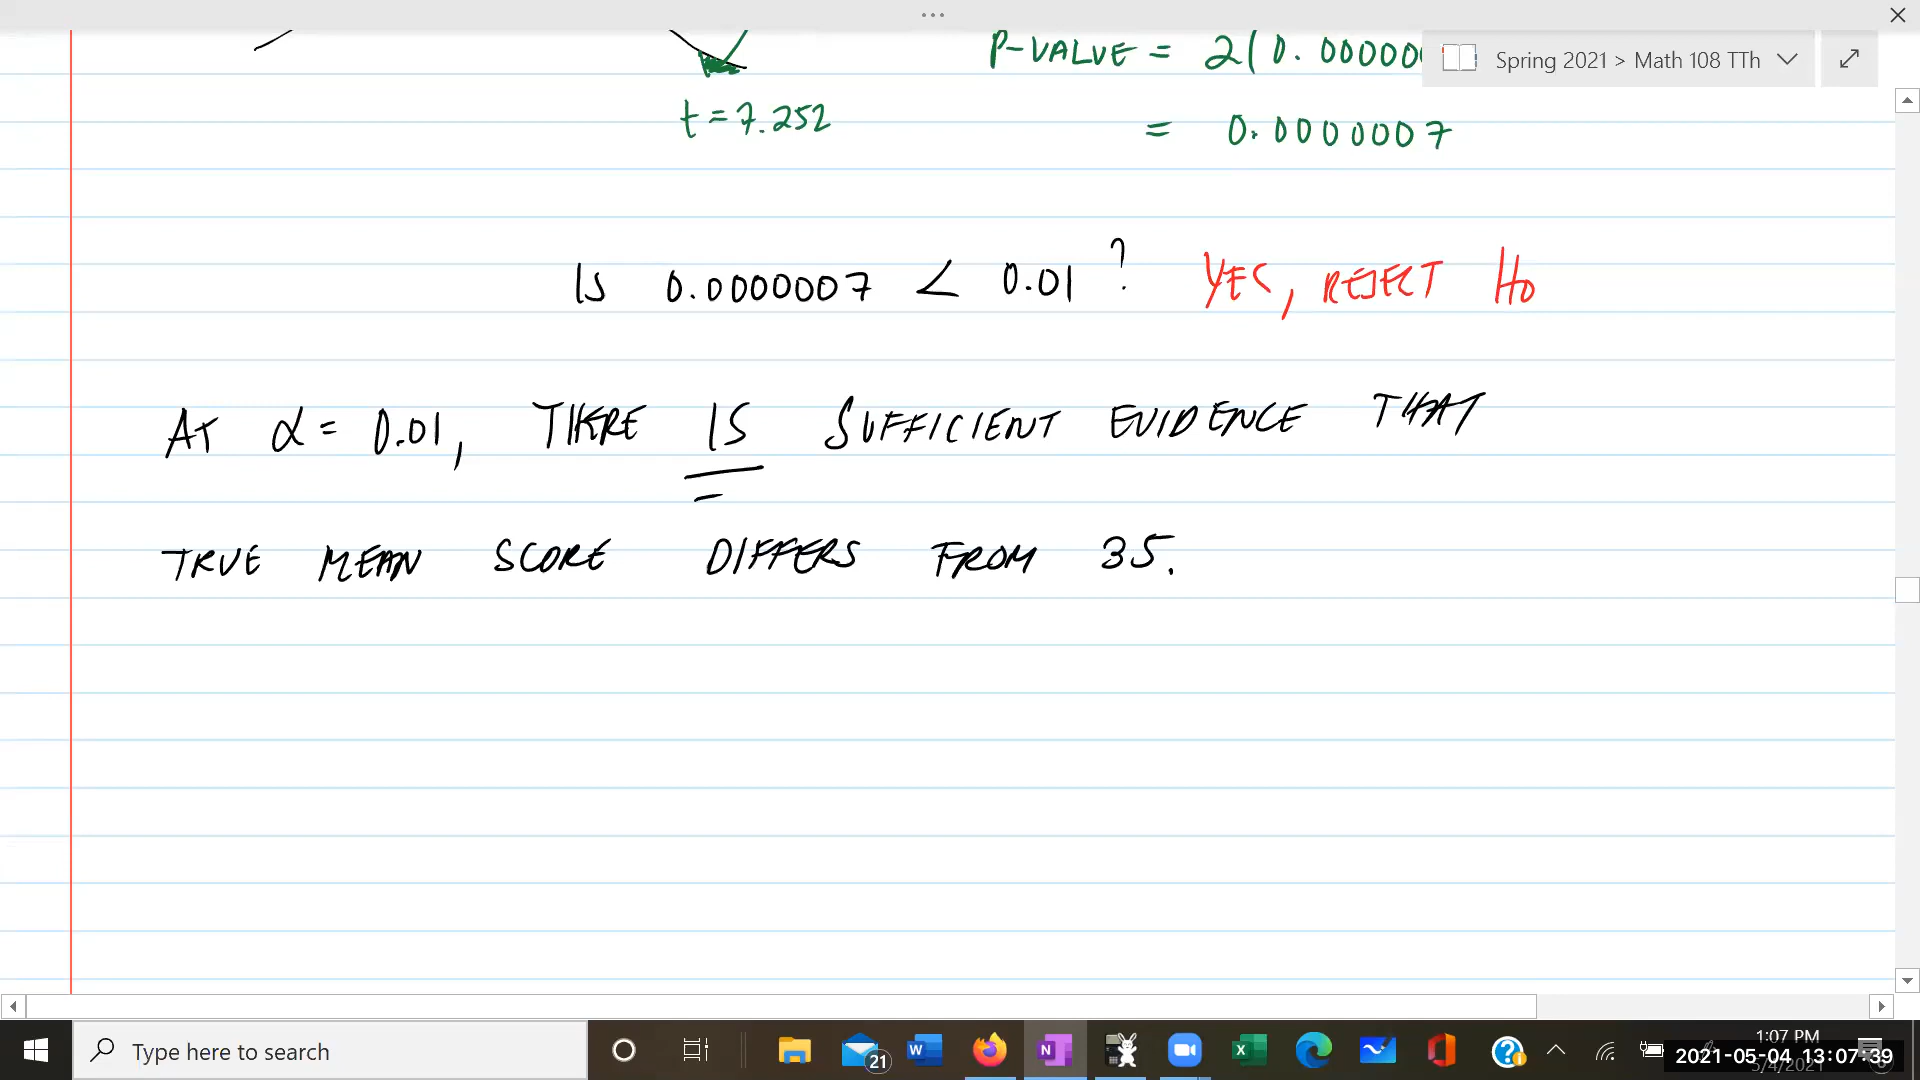 P-VALUE = 2(0.00000
Spring 2021 > Math 108 TTh
t = 7.252
= 0.0000007
IS 0.0000007 < 0.01 ? YES, REJECT H0
AT α = 0.01, THERE IS SUFFICIENT EVIDENCE THAT
TRUE MEAN SCORE DIFFERS FROM 35.
Type here to search
21
1:07 PM
2021-05-04 13:07:39